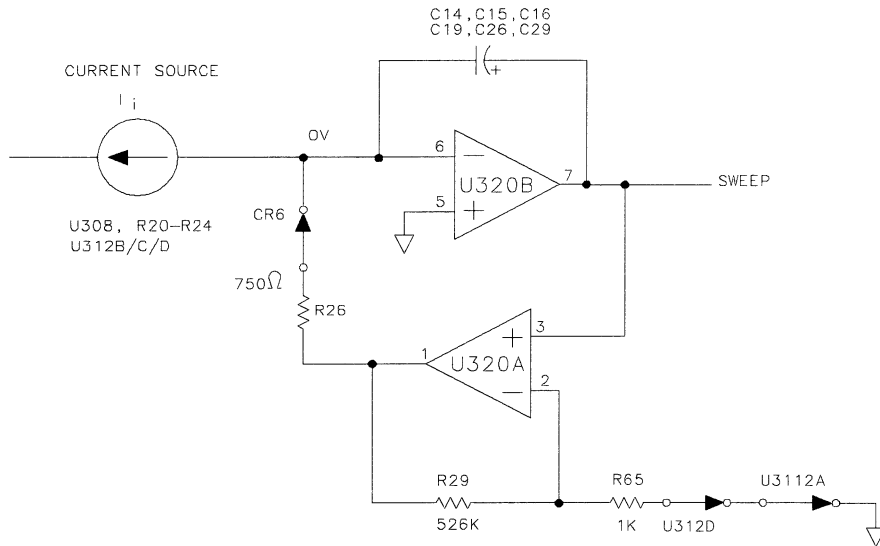 C14,C15,C16
C19,C26,C29
CURRENT SOURCE
I i
+
0V
6
−
U320B
7
5
+
SWEEP
U308, R20–R24
U312B/C/D
CR6
750Ω
R26
1
+
3
U320A
2
−
R29
526K
R65
1K
U312D
U3112A